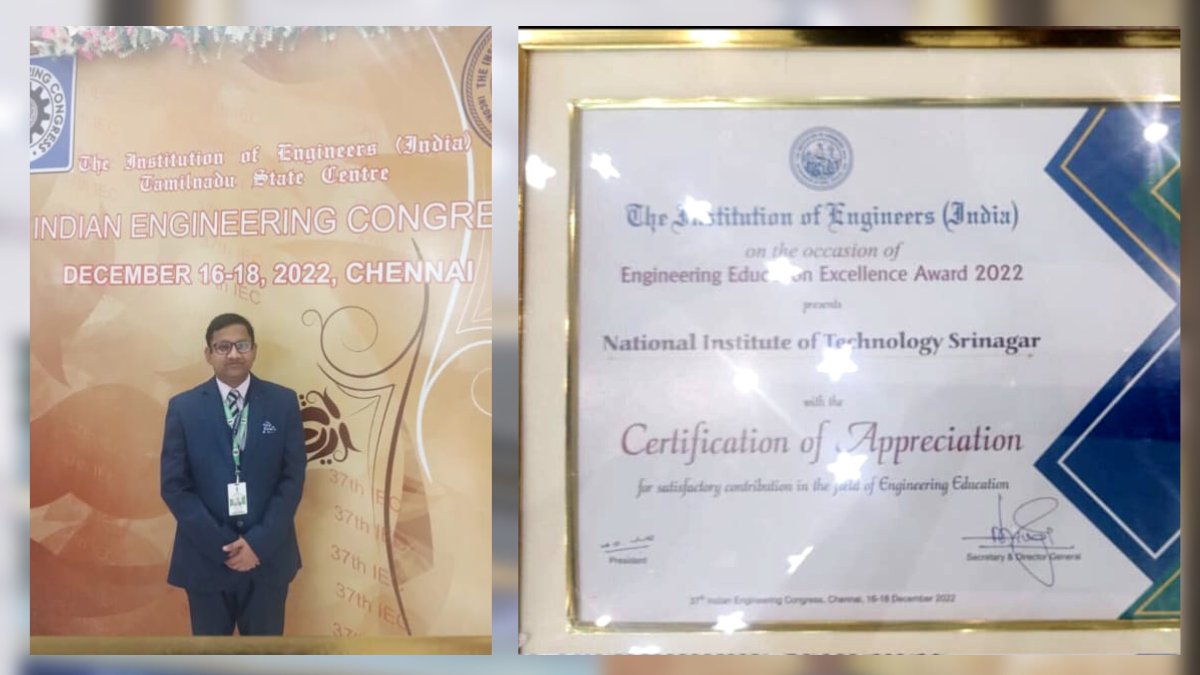 RING CONGRESS
The Institution of Engineers (India)
Tamilnadu State Centre
INDIAN ENGINEERING CONGRE
DECEMBER 16-18, 2022, CHENNAI
37th IEC
37th IEC
37th IE
37th IEC
37
The Institution of Engineers (India)
on the occasion of
Engineering Education Excellence Award 2022
presents
National Institute of Technology Srinagar
with the
Certification of Appreciation
for satisfactory contribution in the field of Engineering Education
President
Secretary & Director General
37th Indian Engineering Congress, Chennai, 16-18 December 2022